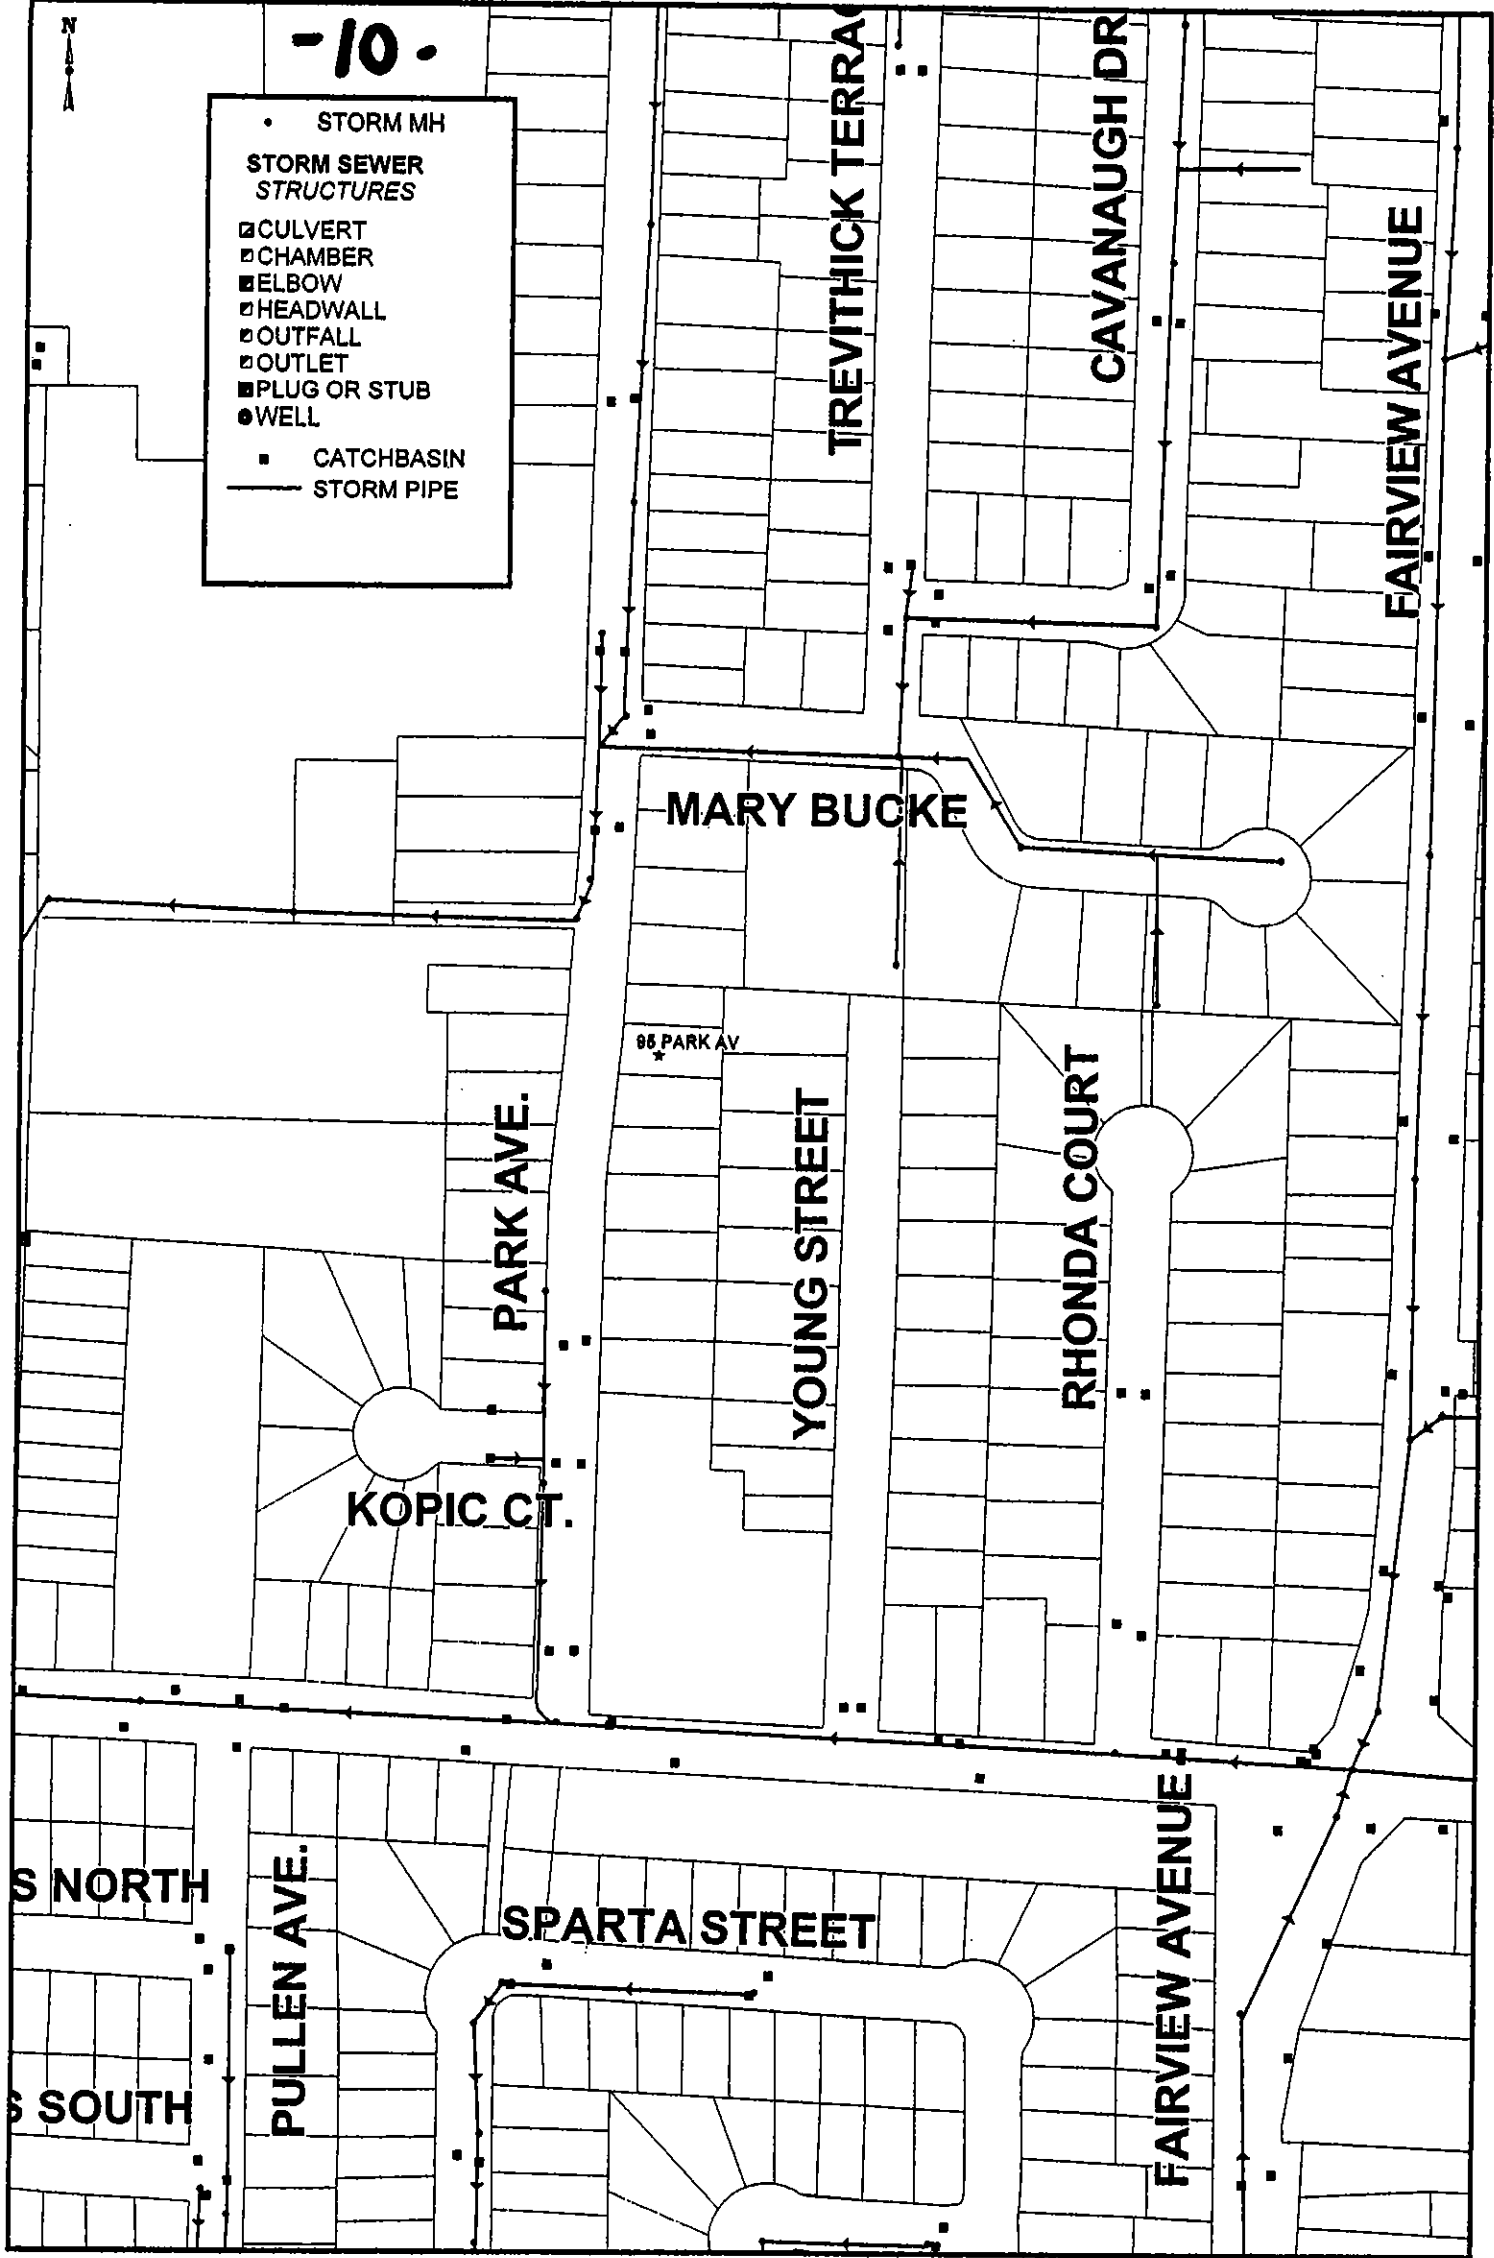 N
-10-
STORM MH
STORM SEWER
STRUCTURES
CULVERT
CHAMBER
ELBOW
HEADWALL
OUTFALL
OUTLET
PLUG OR STUB
WELL
CATCHBASIN
STORM PIPE
TREVITHICK TERRAC
CAVANAUGH DR
FAIRVIEW AVENUE
MARY BUCKE
95 PARK AV
PARK AVE.
YOUNG STREET
RHONDA COURT
KOPIC CT.
S NORTH
PULLEN AVE.
SPARTA STREET
FAIRVIEW AVENUE
S SOUTH